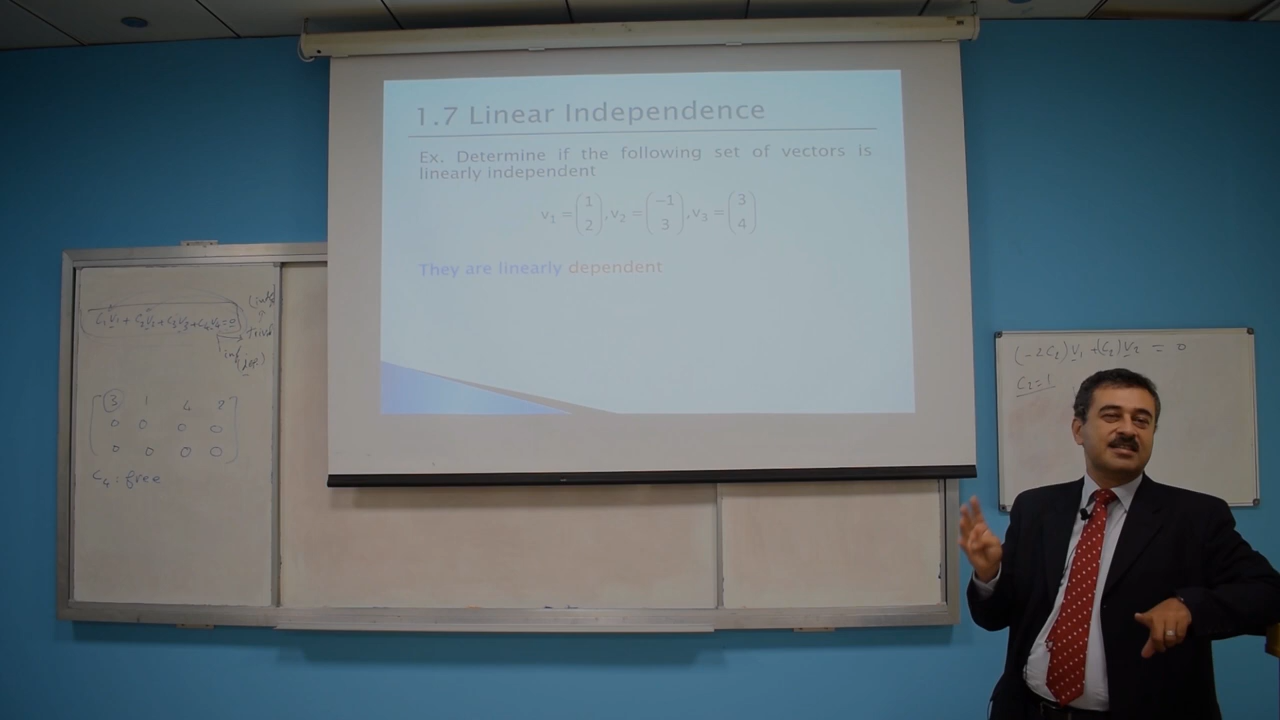 1.7 Linear Independence
Ex. Determine if the following set of vectors is
linearly independent
v₁ = (1 2), v₂ = (−1 3), v₃ = (3 4)
They are linearly dependent
C₁V₁ + C₂V₂ + C₃V₃ + C₄V₄ = 0
3 1 4 2
0 0 0 0
0 0 0 0
C₄: free
(-2C₂)V₁ + (C₂)V₂ = 0
C₂=1